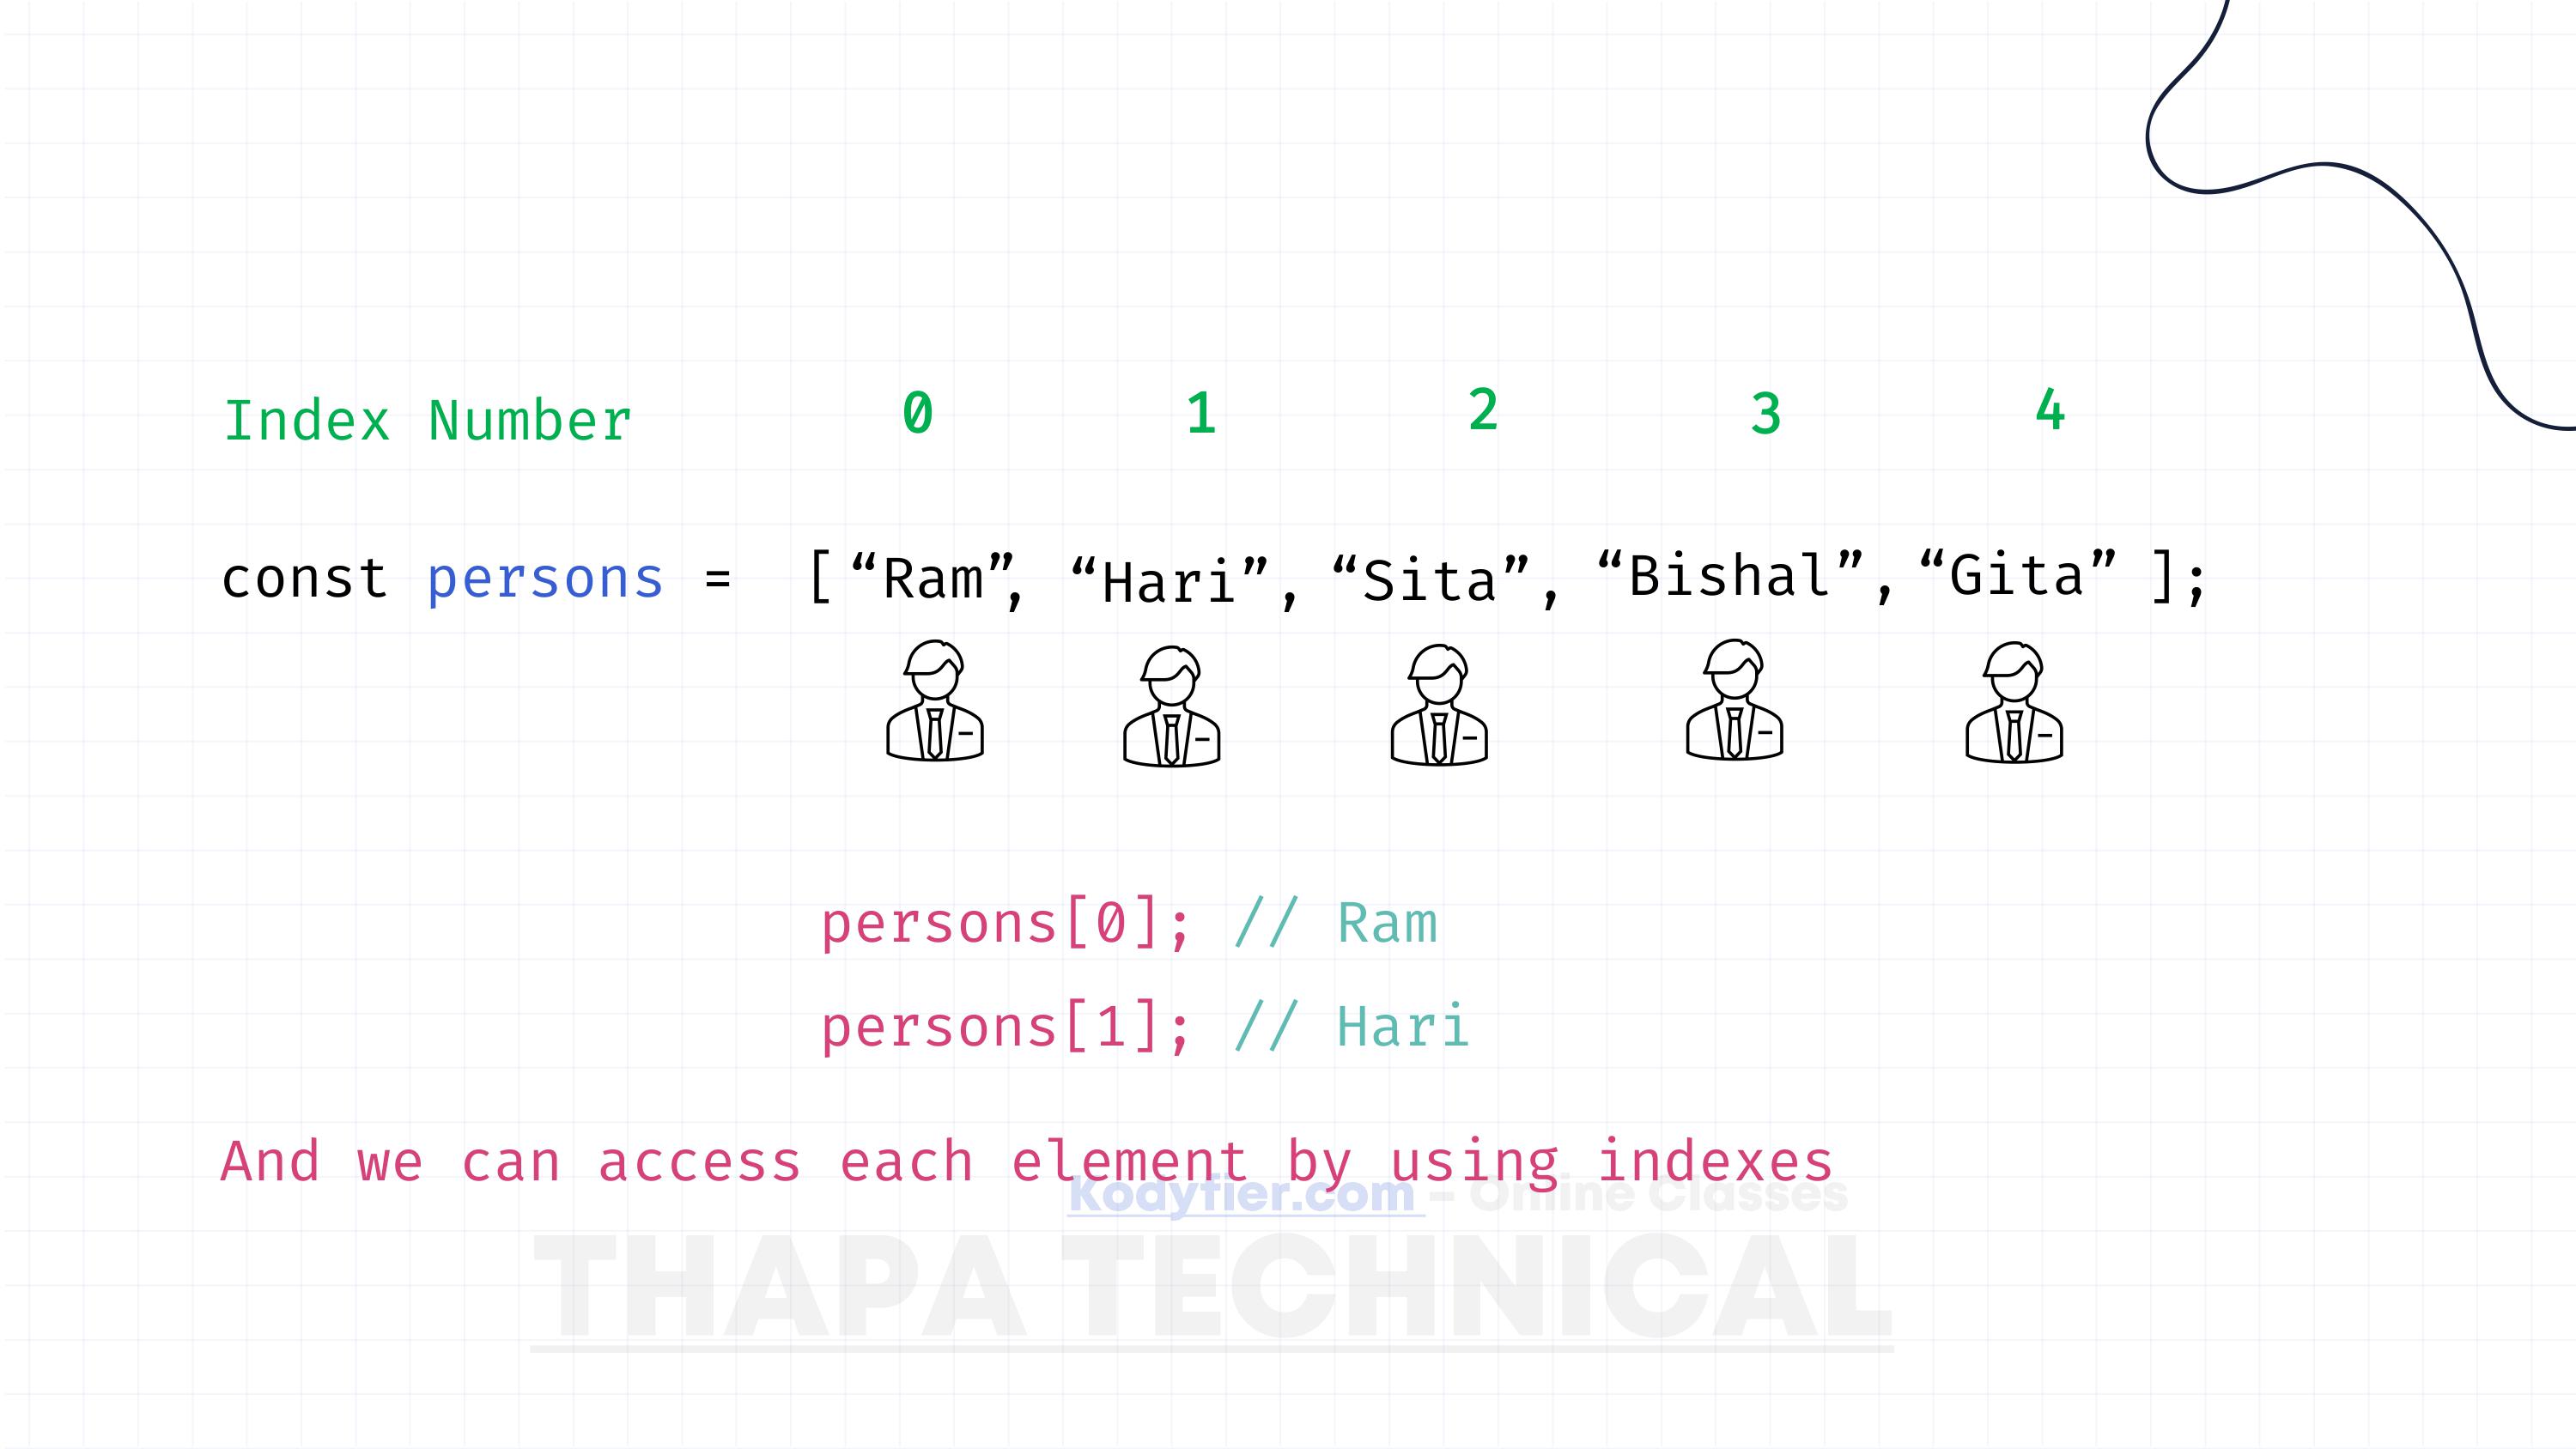 Index Number 0 1 2 3 4
const persons = [ “Ram”, “Hari”, “Sita”, “Bishal”, “Gita” ];
persons[0]; // Ram
persons[1]; // Hari
And we can access each element by using indexes
Kodyfier.com – Online Classes
THAPA TECHNICAL